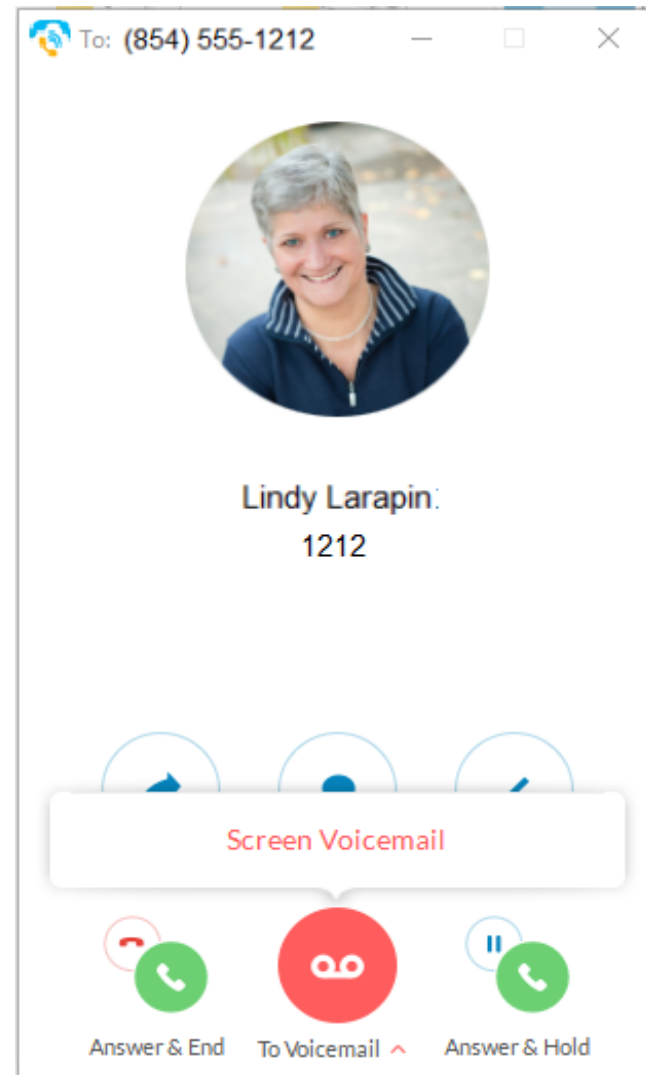 To: (854) 555-1212
Lindy Larapin:
1212
Screen Voicemail
Answer & End
To Voicemail
Answer & Hold